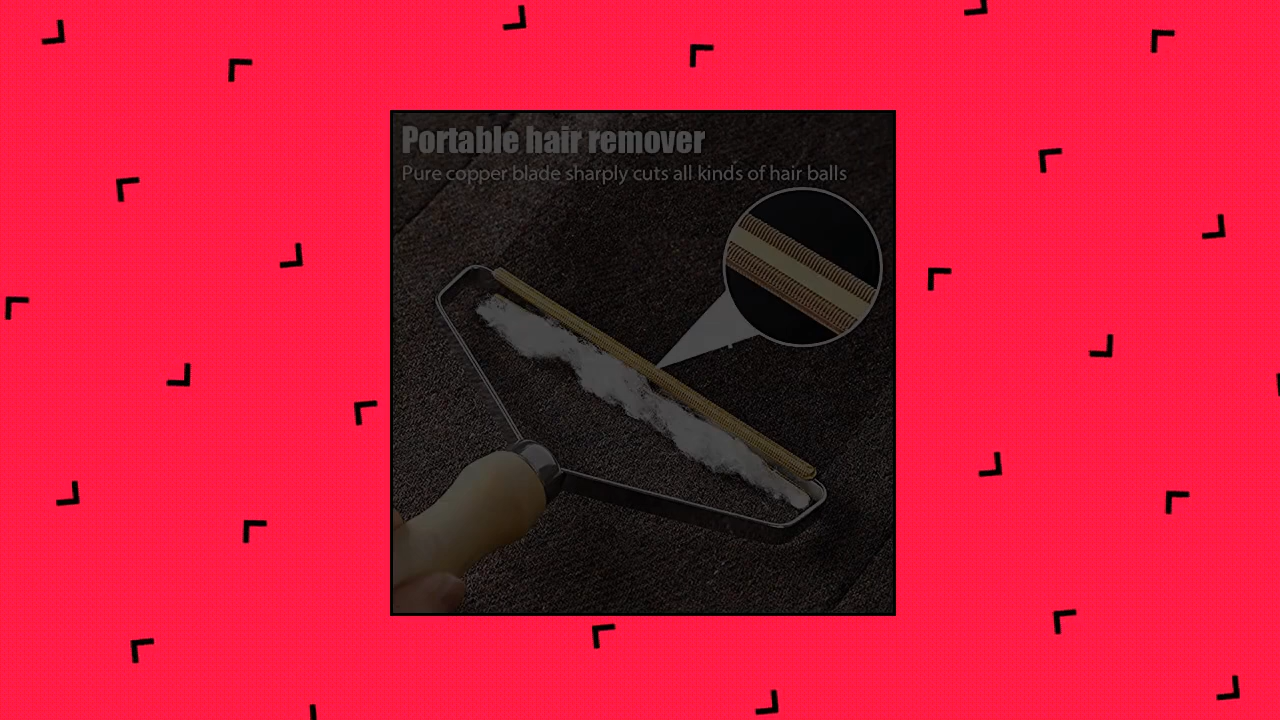 Portable hair remover
Pure copper blade sharply cuts all kinds of hair balls